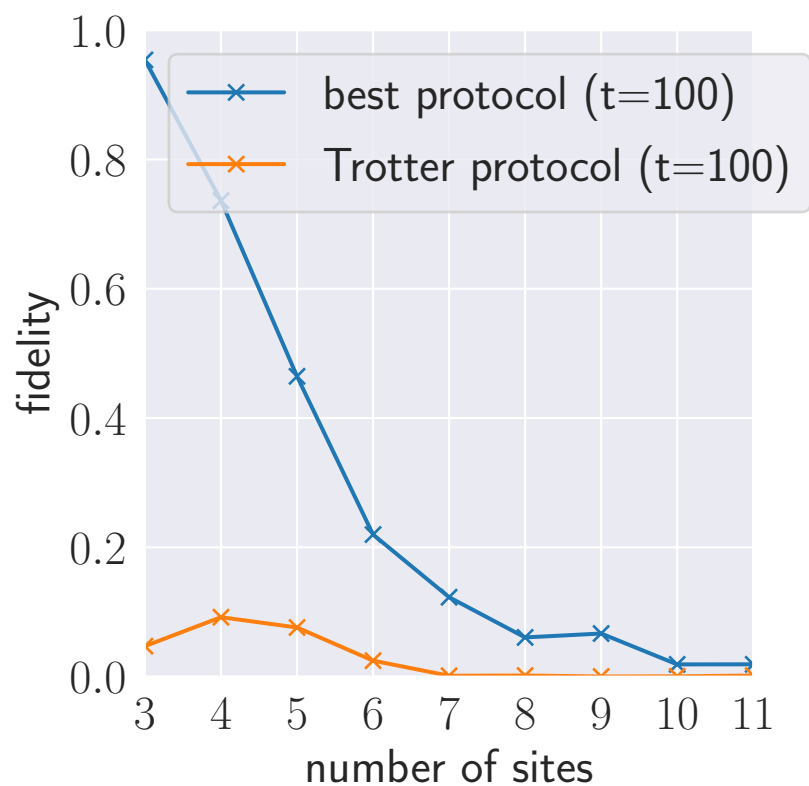 1.0
best protocol (t=100)
Trotter protocol (t=100)
0.8
0.6
0.4
0.2
0.0
fidelity
3 4 5 6 7 8 9 10 11
number of sites